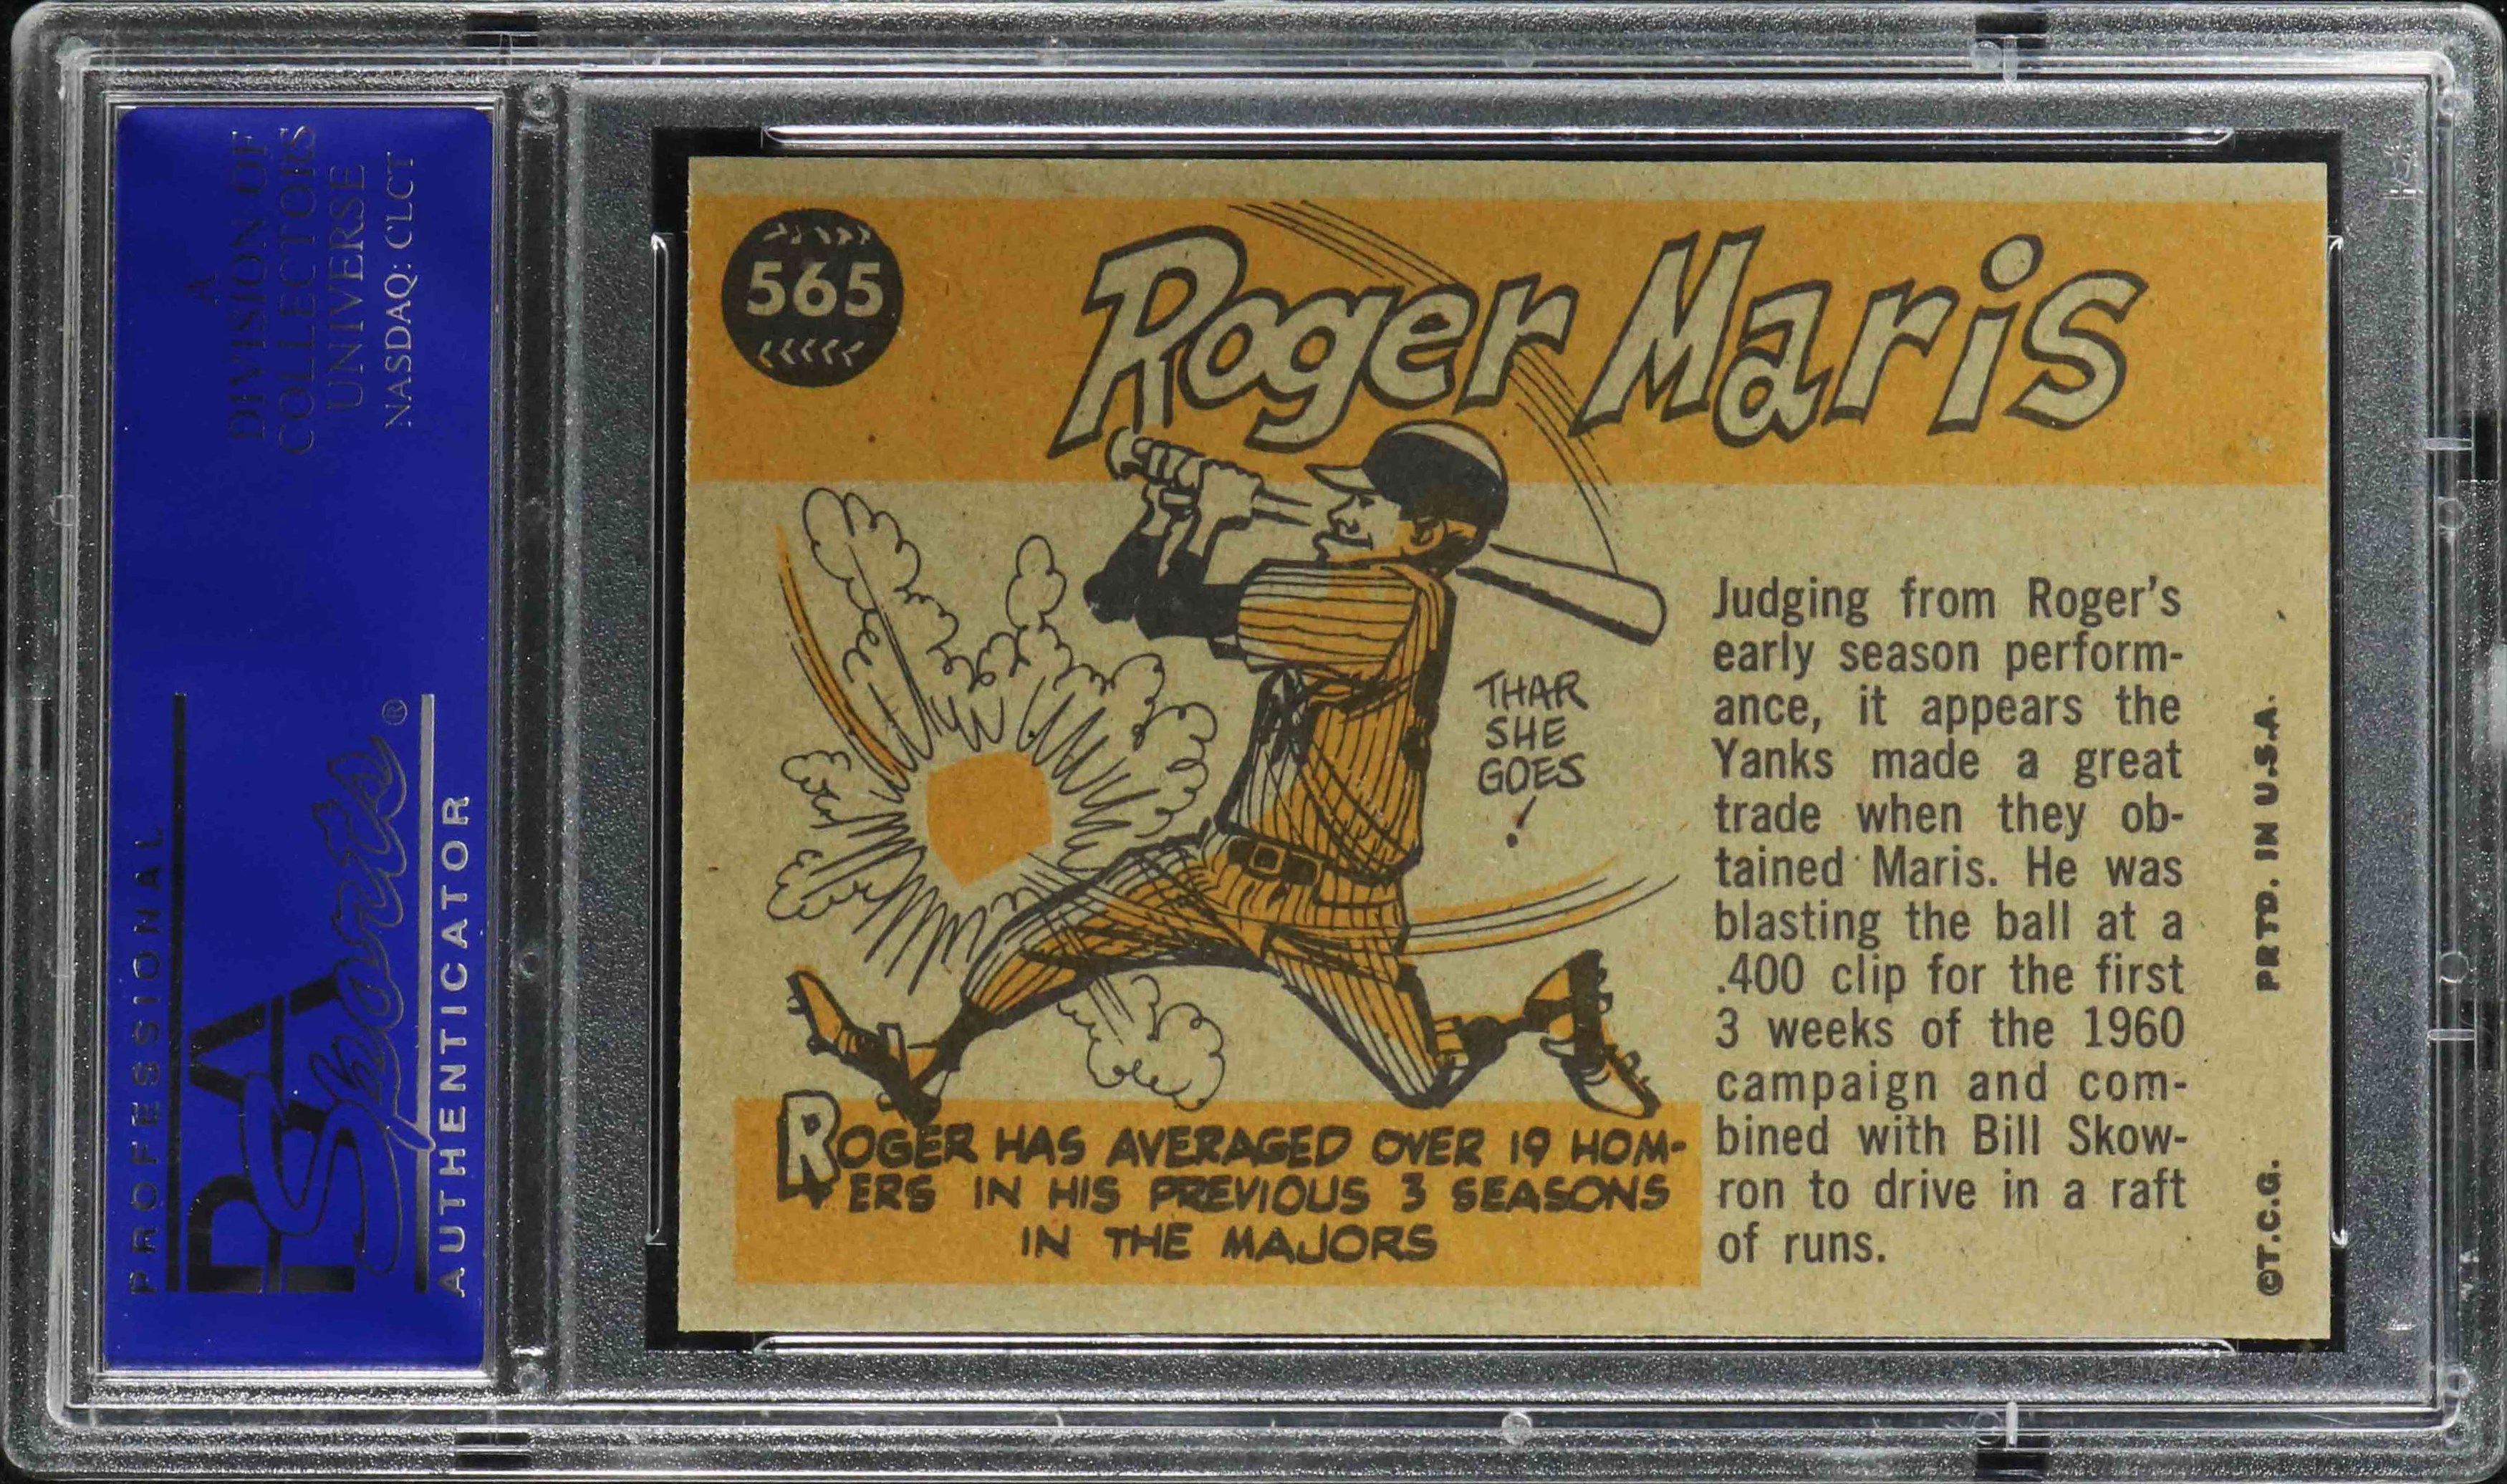 A
DIVISION OF
COLLECTORS
UNIVERSE
NASDAQ: CLCT
PROFESSIONAL
PSA
Sports®
AUTHENTICATOR
565
Roger Maris
THAR
SHE
GOES
!
ROGER HAS AVERAGED OVER 19 HOM-
ERS IN HIS PREVIOUS 3 SEASONS
IN THE MAJORS
Judging from Roger's
early season perform-
ance, it appears the
Yanks made a great
trade when they ob-
tained Maris. He was
blasting the ball at a
.400 clip for the first
3 weeks of the 1960
campaign and com-
bined with Bill Skow-
ron to drive in a raft
of runs.
©T.C.G. PRTD. IN U.S.A.